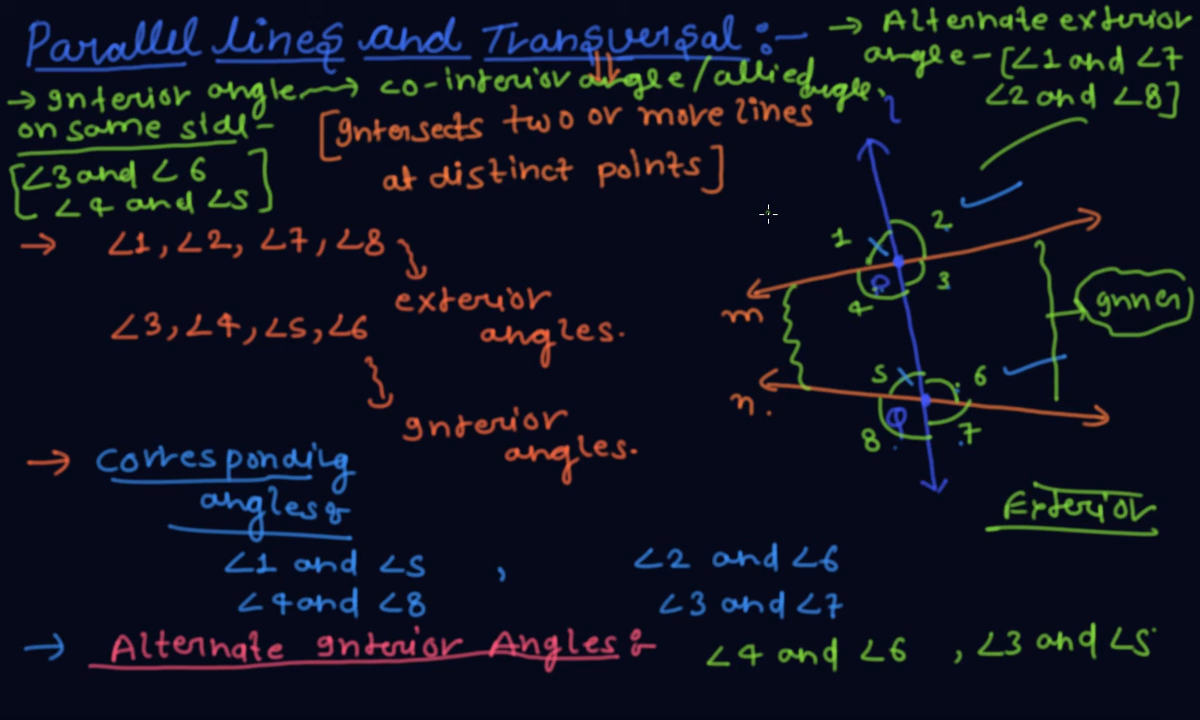 Parallel lines and Transversal :-
→ Alternate exterior
angle - [∠1 and ∠7
∠2 and ∠8]
→ Interior angle → co-interior angle / allied angle.
on same side -
[∠3 and ∠6
∠4 and ∠5]
[Intersects two or more lines
at distinct points]
→ ∠1, ∠2, ∠7, ∠8
exterior
angles.
∠3, ∠4, ∠5, ∠6
Interior
angles.
l
1 2
P 3
4
m
Inner
5 6
n.
Q
8 7
Exterior
→ Corresponding
angles :
∠1 and ∠5 , ∠2 and ∠6
∠4 and ∠8 ∠3 and ∠7
→ Alternate Interior Angles :- ∠4 and ∠6 , ∠3 and ∠5